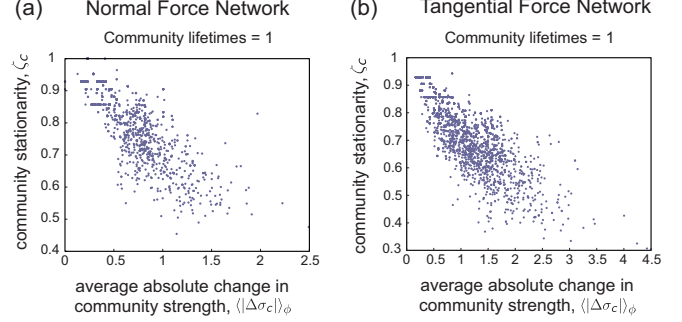 (a) Normal Force Network
Community lifetimes = 1
community stationarity, ζc
1
0.9
0.8
0.7
0.6
0.5
0.4
0 0.5 1 1.5 2 2.5
average absolute change in
community strength, ⟨|Δσc|⟩ϕ
(b) Tangential Force Network
Community lifetimes = 1
community stationarity, ζc
1
0.9
0.8
0.7
0.6
0.5
0.4
0.3
0 0.5 1 1.5 2 2.5 3 3.5 4 4.5
average absolute change in
community strength, ⟨|Δσc|⟩ϕ